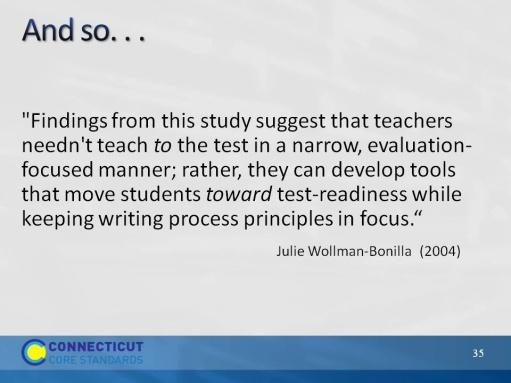 And so. . .
"Findings from this study suggest that teachers
needn't teach to the test in a narrow, evaluation-
focused manner; rather, they can develop tools
that move students toward test-readiness while
keeping writing process principles in focus.“
Julie Wollman-Bonilla (2004)
CONNECTICUT
CORE STANDARDS
35